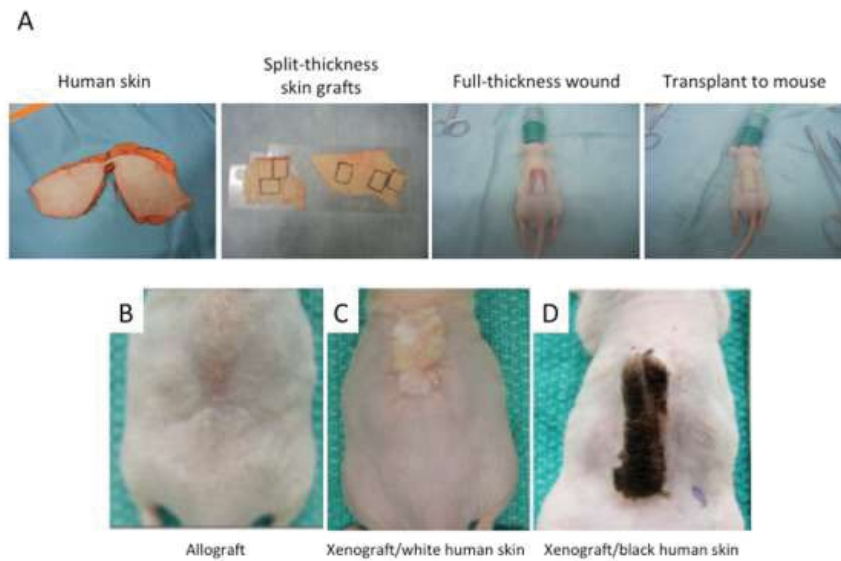 A
Human skin
Split-thickness
skin grafts
Full-thickness wound
Transplant to mouse
B
C
D
Allograft
Xenograft/white human skin
Xenograft/black human skin